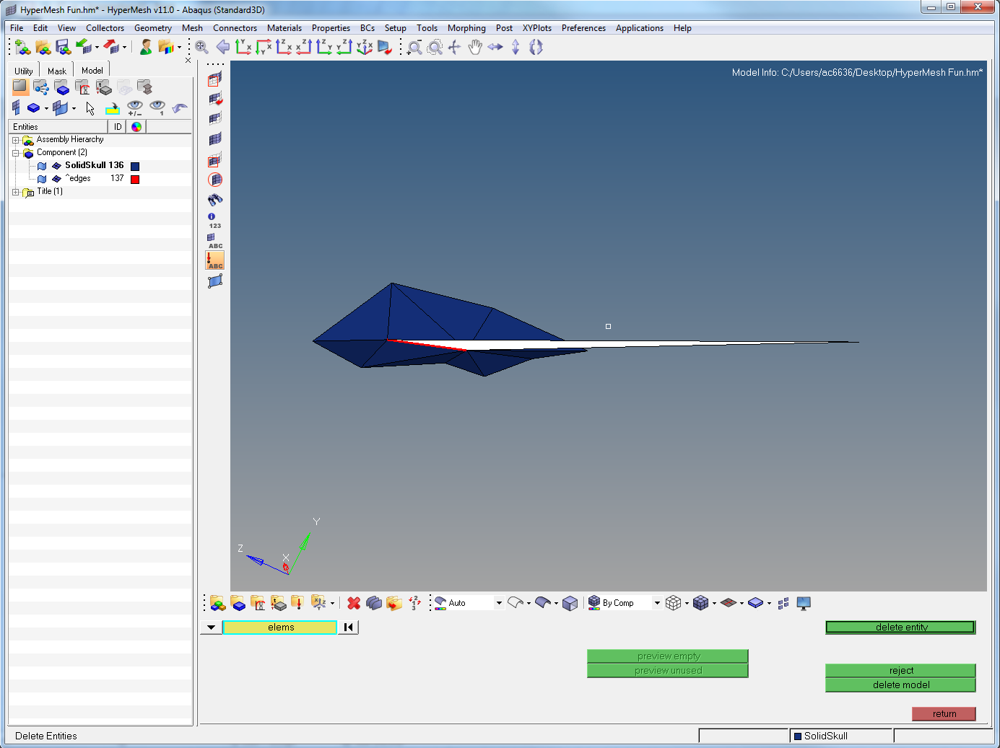 HyperMesh Fun.hm* - HyperMesh v11.0 - Abaqus (Standard3D)
File Edit View Collectors Geometry Mesh Connectors Materials Properties BCs Setup Tools Morphing Post XYPlots Preferences Applications Help
Utility Mask Model
Entities ID
Assembly Hierarchy
Component (2)
SolidSkull 136
^edges 137
Title (1)
123
ABC
ABC
Model Info: C:/Users/ac6636/Desktop/HyperMesh Fun.hm*
Y
Z
X
Auto By Comp
elems delete entity
preview empty
preview unused reject
delete model
return
Delete Entities SolidSkull